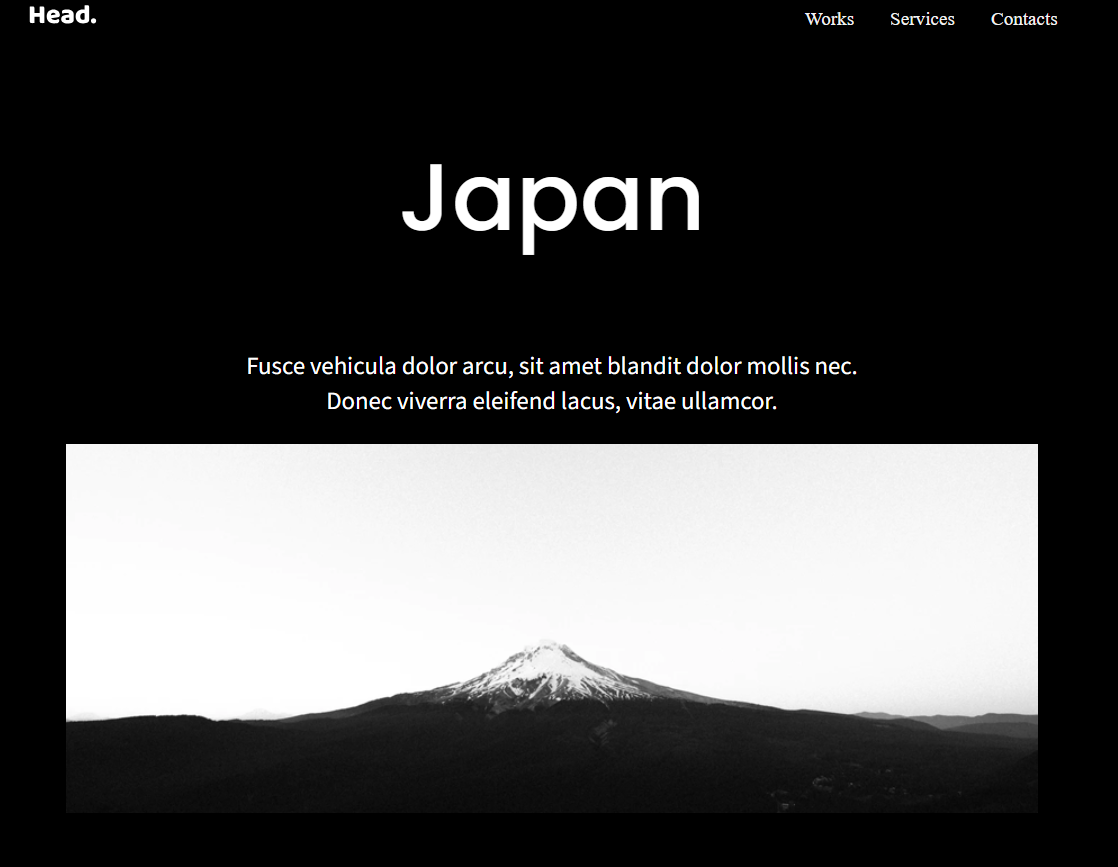 Head.
Works Services Contacts
Japan
Fusce vehicula dolor arcu, sit amet blandit dolor mollis nec.
Donec viverra eleifend lacus, vitae ullamcor.